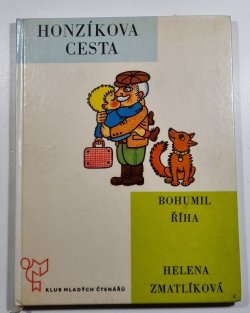 HONZÍKOVA
CESTA
BOHUMIL
ŘÍHA
HELENA
ZMATLÍKOVÁ
KLUB MLADÝCH ČTENÁŘŮ